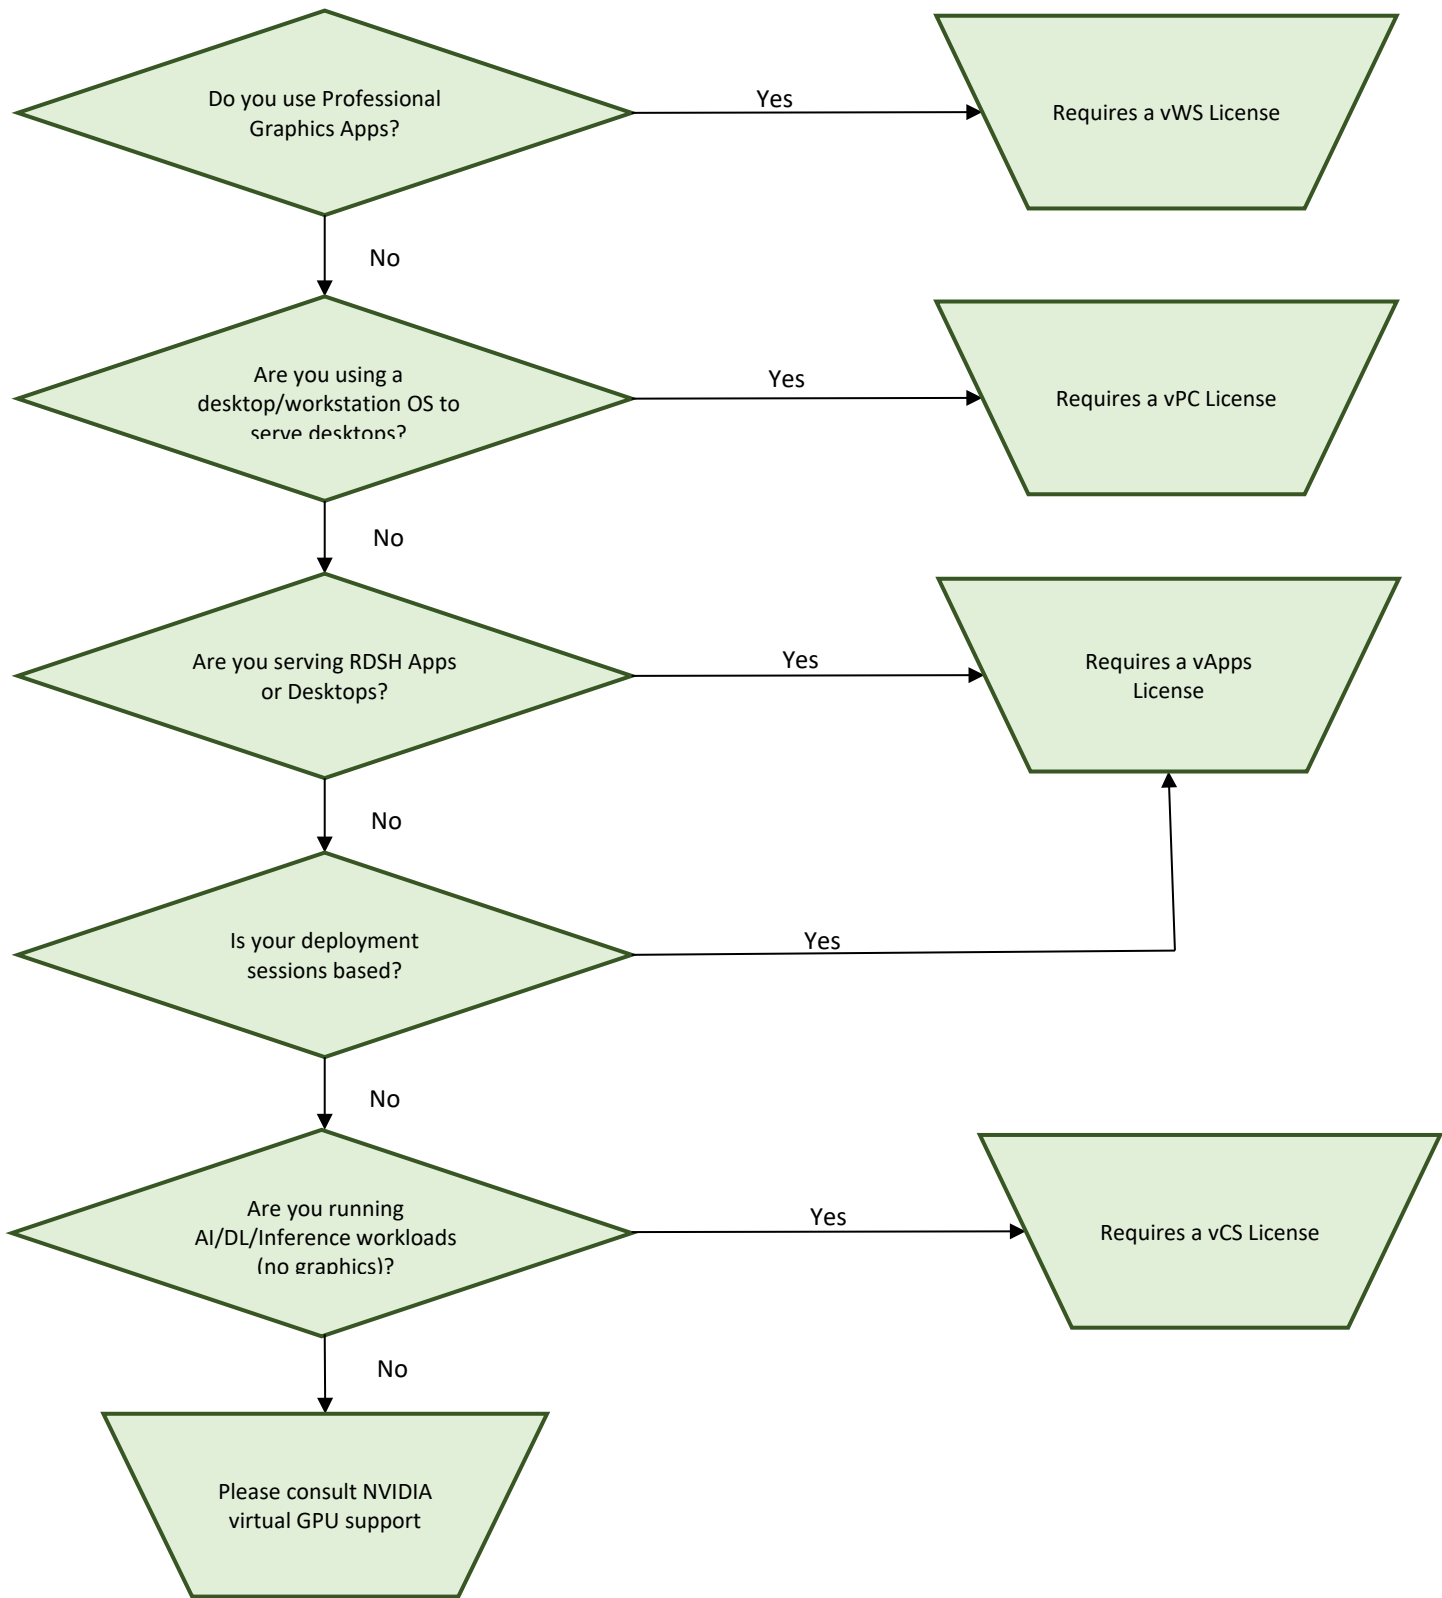 Do you use Professional
Graphics Apps?
Yes
Requires a vWS License
No
Are you using a
desktop/workstation OS to
serve desktops?
Yes
Requires a vPC License
No
Are you serving RDSH Apps
or Desktops?
Yes
Requires a vApps
License
No
Is your deployment
sessions based?
Yes
No
Are you running
AI/DL/Inference workloads
(no graphics)?
Yes
Requires a vCS License
No
Please consult NVIDIA
virtual GPU support